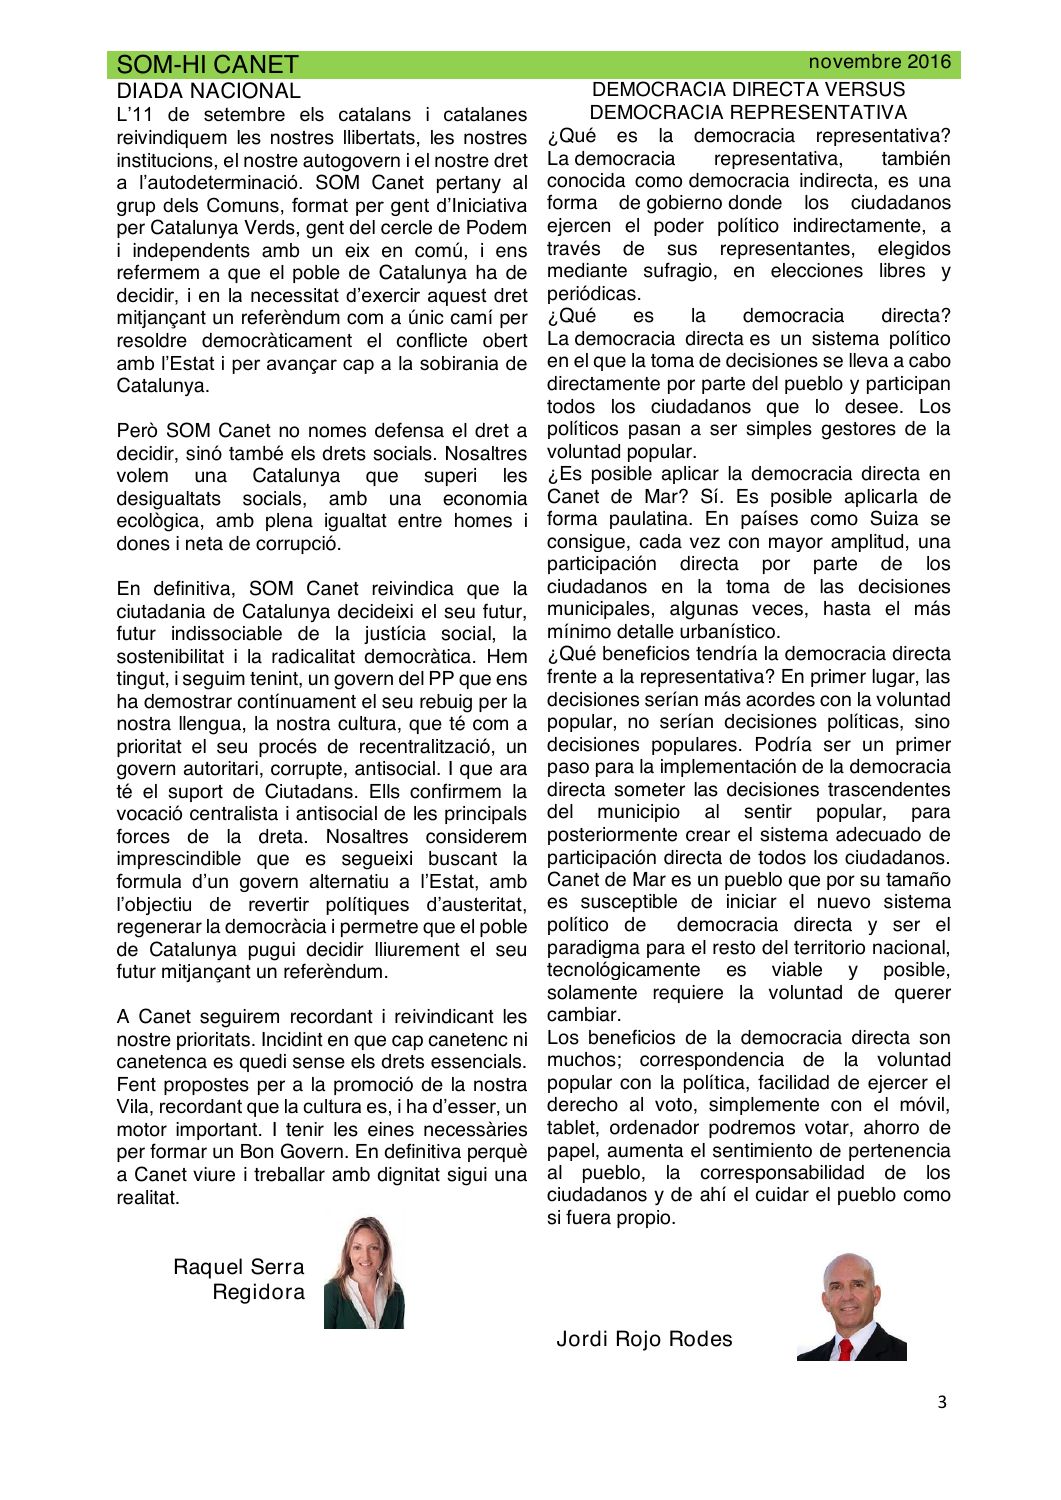 SOM-HI CANET
novembre 2016
DIADA NACIONAL
L’11 de setembre els catalans i catalanes
reivindiquem les nostres llibertats, les nostres
institucions, el nostre autogovern i el nostre dret
a l’autodeterminació. SOM Canet pertany al
grup dels Comuns, format per gent d’Iniciativa
per Catalunya Verds, gent del cercle de Podem
i independents amb un eix en comú, i ens
refermem a que el poble de Catalunya ha de
decidir, i en la necessitat d’exercir aquest dret
mitjançant un referèndum com a únic camí per
resoldre democràticament el conflicte obert
amb l’Estat i per avançar cap a la sobirania de
Catalunya.
Però SOM Canet no nomes defensa el dret a
decidir, sinó també els drets socials. Nosaltres
volem una Catalunya que superi les
desigualtats socials, amb una economia
ecològica, amb plena igualtat entre homes i
dones i neta de corrupció.
En definitiva, SOM Canet reivindica que la
ciutadania de Catalunya decideixi el seu futur,
futur indissociable de la justícia social, la
sostenibilitat i la radicalitat democràtica. Hem
tingut, i seguim tenint, un govern del PP que ens
ha demostrar contínuament el seu rebuig per la
nostra llengua, la nostra cultura, que té com a
prioritat el seu procés de recentralització, un
govern autoritari, corrupte, antisocial. I que ara
té el suport de Ciutadans. Ells confirmem la
vocació centralista i antisocial de les principals
forces de la dreta. Nosaltres considerem
imprescindible que es segueixi buscant la
formula d’un govern alternatiu a l’Estat, amb
l’objectiu de revertir polítiques d’austeritat,
regenerar la democràcia i permetre que el poble
de Catalunya pugui decidir lliurement el seu
futur mitjançant un referèndum.
A Canet seguirem recordant i reivindicant les
nostre prioritats. Incidint en que cap canetenc ni
canetenca es quedi sense els drets essencials.
Fent propostes per a la promoció de la nostra
Vila, recordant que la cultura es, i ha d’esser, un
motor important. I tenir les eines necessàries
per formar un Bon Govern. En definitiva perquè
a Canet viure i treballar amb dignitat sigui una
realitat.
Raquel Serra
Regidora
DEMOCRACIA DIRECTA VERSUS
DEMOCRACIA REPRESENTATIVA
¿Qué es la democracia representativa?
La democracia representativa, también
conocida como democracia indirecta, es una
forma de gobierno donde los ciudadanos
ejercen el poder político indirectamente, a
través de sus representantes, elegidos
mediante sufragio, en elecciones libres y
periódicas.
¿Qué es la democracia directa?
La democracia directa es un sistema político
en el que la toma de decisiones se lleva a cabo
directamente por parte del pueblo y participan
todos los ciudadanos que lo desee. Los
políticos pasan a ser simples gestores de la
voluntad popular.
¿Es posible aplicar la democracia directa en
Canet de Mar? Sí. Es posible aplicarla de
forma paulatina. En países como Suiza se
consigue, cada vez con mayor amplitud, una
participación directa por parte de los
ciudadanos en la toma de las decisiones
municipales, algunas veces, hasta el más
mínimo detalle urbanístico.
¿Qué beneficios tendría la democracia directa
frente a la representativa? En primer lugar, las
decisiones serían más acordes con la voluntad
popular, no serían decisiones políticas, sino
decisiones populares. Podría ser un primer
paso para la implementación de la democracia
directa someter las decisiones trascendentes
del municipio al sentir popular, para
posteriormente crear el sistema adecuado de
participación directa de todos los ciudadanos.
Canet de Mar es un pueblo que por su tamaño
es susceptible de iniciar el nuevo sistema
político de democracia directa y ser el
paradigma para el resto del territorio nacional,
tecnológicamente es viable y posible,
solamente requiere la voluntad de querer
cambiar.
Los beneficios de la democracia directa son
muchos; correspondencia de la voluntad
popular con la política, facilidad de ejercer el
derecho al voto, simplemente con el móvil,
tablet, ordenador podremos votar, ahorro de
papel, aumenta el sentimiento de pertenencia
al pueblo, la corresponsabilidad de los
ciudadanos y de ahí el cuidar el pueblo como
si fuera propio.
Jordi Rojo Rodes
3